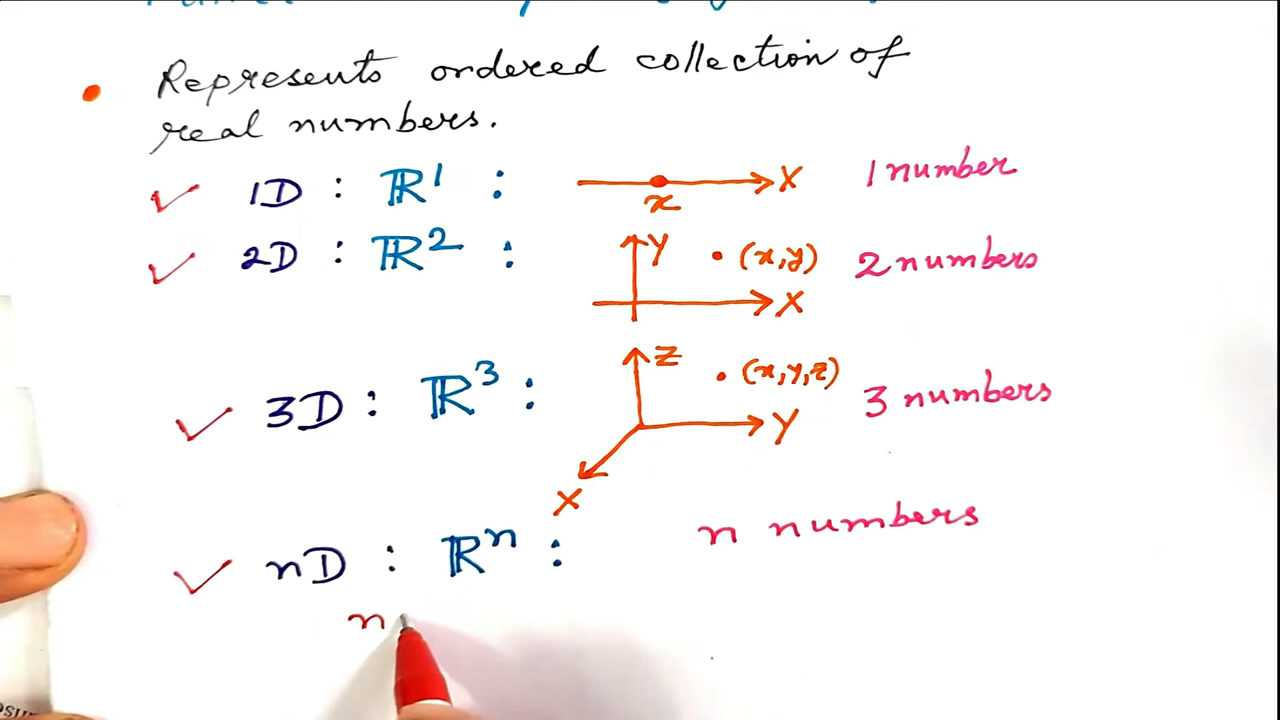 Represents ordered collection of
real numbers.
1D : ℝ¹ : X 1 number
x
2D : ℝ² : Y (x,y) 2 numbers
X
Z (x,y,z)
3D : ℝ³ : Y 3 numbers
X
n numbers
nD : ℝⁿ :
n